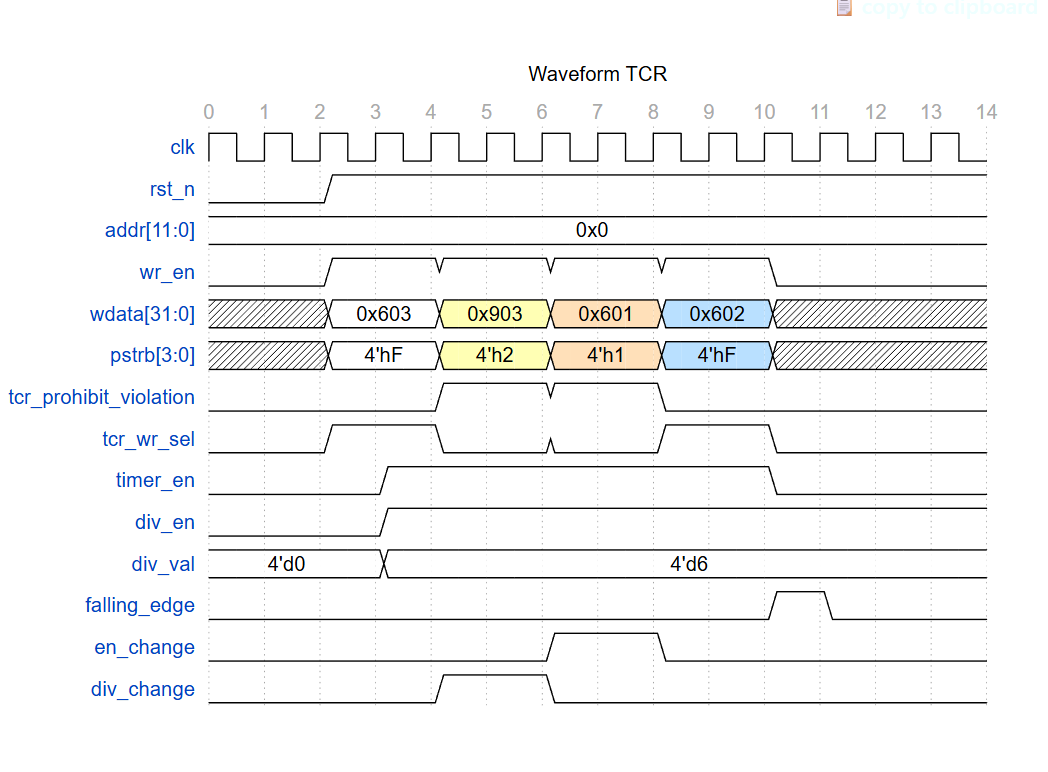 copy to clipboard
Waveform TCR
0 1 2 3 4 5 6 7 8 9 10 11 12 13 14
clk
rst_n
addr[11:0] 0x0
wr_en
wdata[31:0] 0x603 0x903 0x601 0x602
pstrb[3:0] 4'hF 4'h2 4'h1 4'hF
tcr_prohibit_violation
tcr_wr_sel
timer_en
div_en
div_val 4'd0 4'd6
falling_edge
en_change
div_change